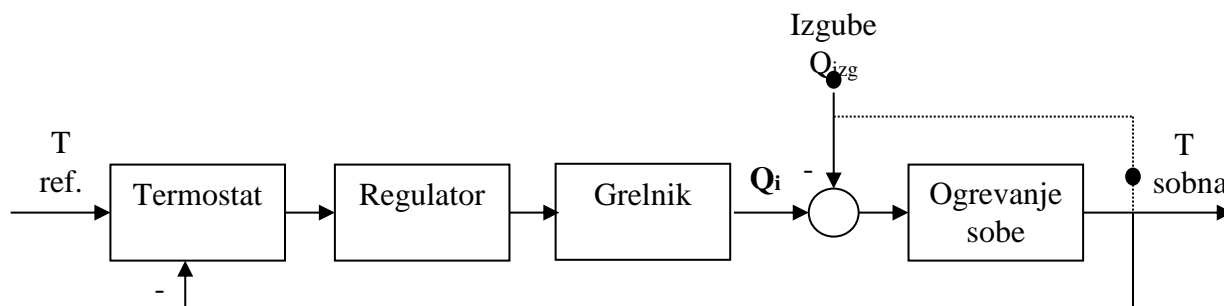 Izgube
Qizg
T
ref.
Termostat
Regulator
Grelnik
Qi
-
Ogrevanje
sobe
T
sobna
-